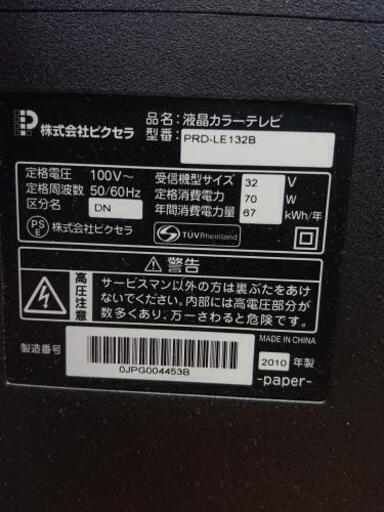 株式会社ピクセラ
品名：液晶カラーテレビ
型番：PRD-LE132B
定格電圧 100V～
定格周波数 50/60Hz
区分名 DN
受信機型サイズ 32 V
定格消費電力 70 W
年間消費電力量 67 kWh/年
PS
E
株式会社ピクセラ
TÜVRheinland
警告
高圧注意
サービスマン以外の方は裏ぶたをあけ
ないでください。内部には高電圧部分が
数多くあり、万一さわると危険です。
製造番号
0JPG004453B
MADE IN CHINA
2010 年製
-paper-